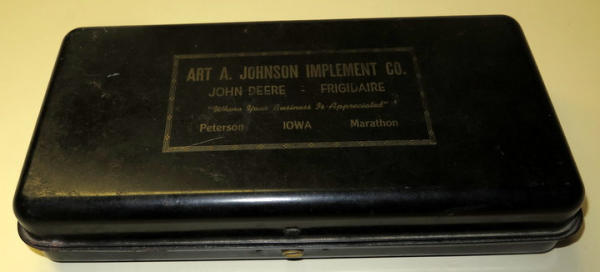 ART A. JOHNSON IMPLEMENT CO.
JOHN DEERE - FRIGIDAIRE
"Where Your Business Is Appreciated"
Peterson IOWA Marathon